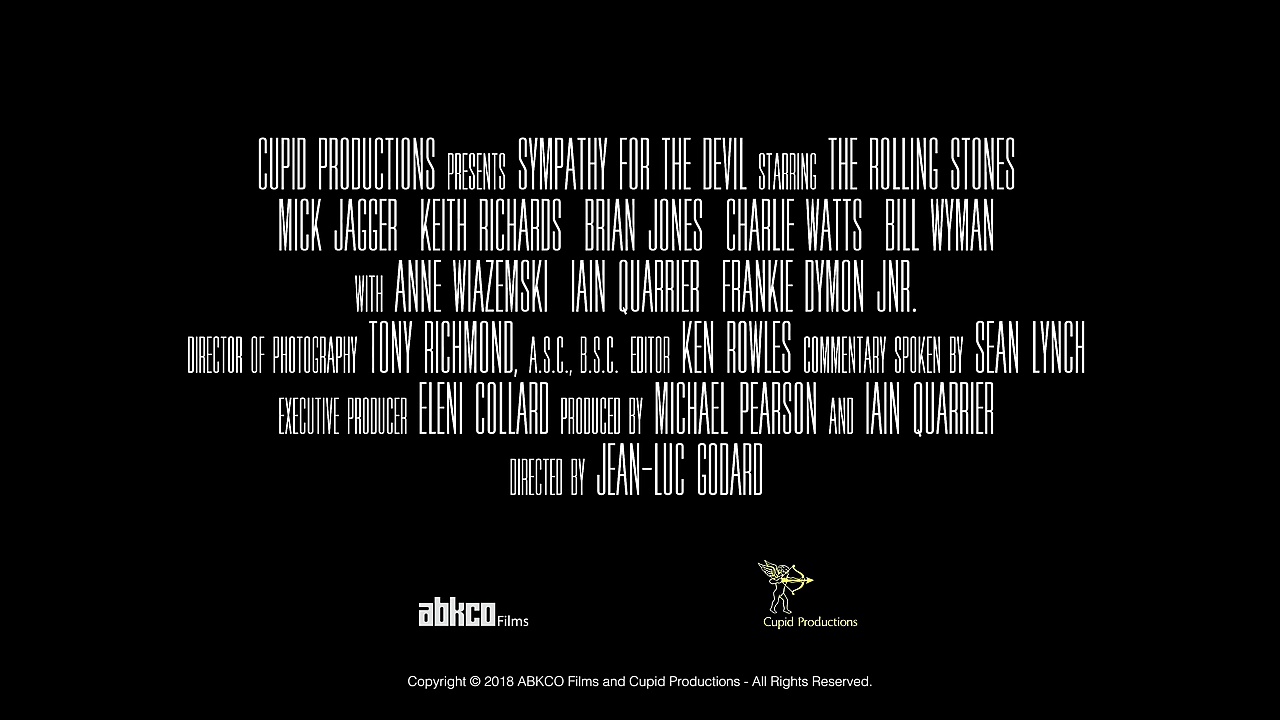 CUPID PRODUCTIONS PRESENTS SYMPATHY FOR THE DEVIL STARRING THE ROLLING STONES
MICK JAGGER KEITH RICHARDS BRIAN JONES CHARLIE WATTS BILL WYMAN
WITH ANNE WIAZEMSKI IAIN QUARRIER FRANKIE DYMON JNR.
DIRECTOR OF PHOTOGRAPHY TONY RICHMOND, A.S.C., B.S.C. EDITOR KEN ROWLES COMMENTARY SPOKEN BY SEAN LYNCH
EXECUTIVE PRODUCER ELENI COLLARD PRODUCED BY MICHAEL PEARSON AND IAIN QUARRIER
DIRECTED BY JEAN-LUC GODARD
abkco Films
Cupid Productions
Copyright © 2018 ABKCO Films and Cupid Productions - All Rights Reserved.